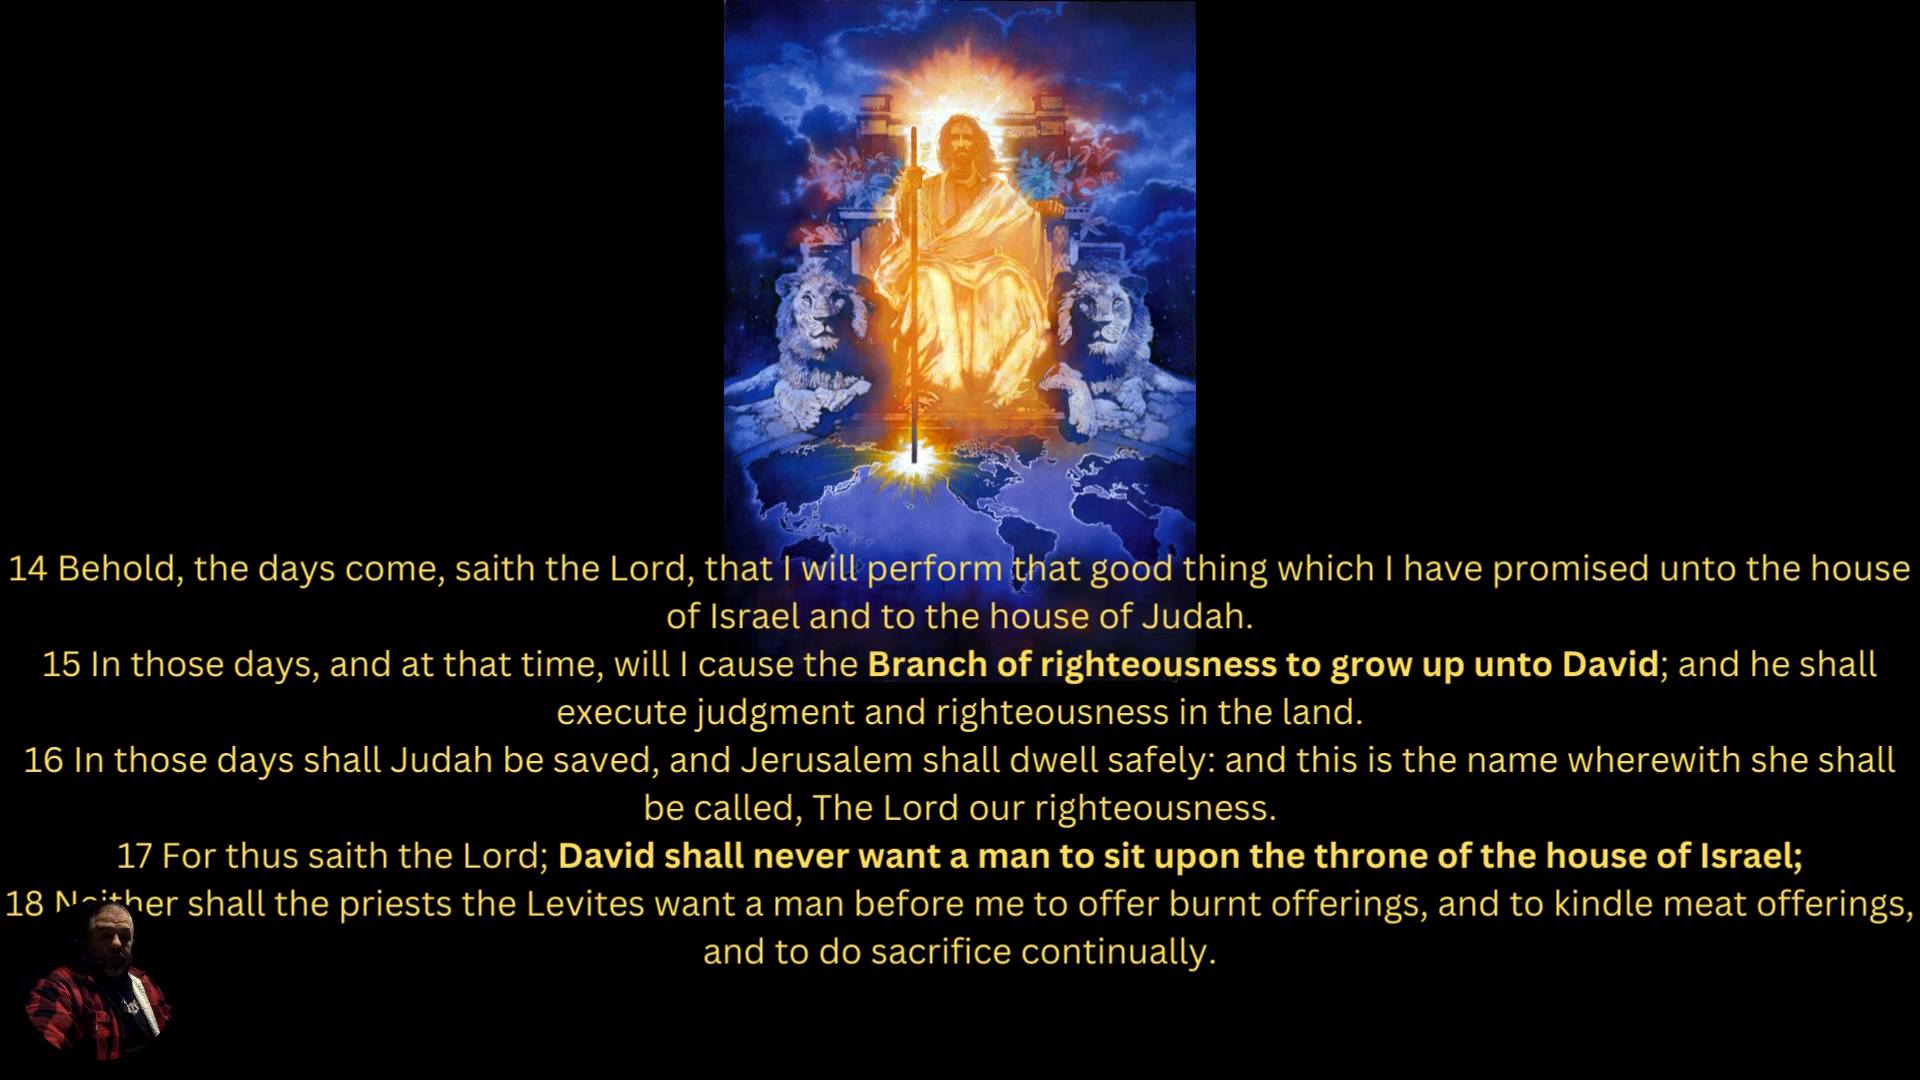 14 Behold, the days come, saith the Lord, that I will perform that good thing which I have promised unto the house
of Israel and to the house of Judah.
15 In those days, and at that time, will I cause the Branch of righteousness to grow up unto David; and he shall
execute judgment and righteousness in the land.
16 In those days shall Judah be saved, and Jerusalem shall dwell safely: and this is the name wherewith she shall
be called, The Lord our righteousness.
17 For thus saith the Lord; David shall never want a man to sit upon the throne of the house of Israel;
18 Neither shall the priests the Levites want a man before me to offer burnt offerings, and to kindle meat offerings,
and to do sacrifice continually.